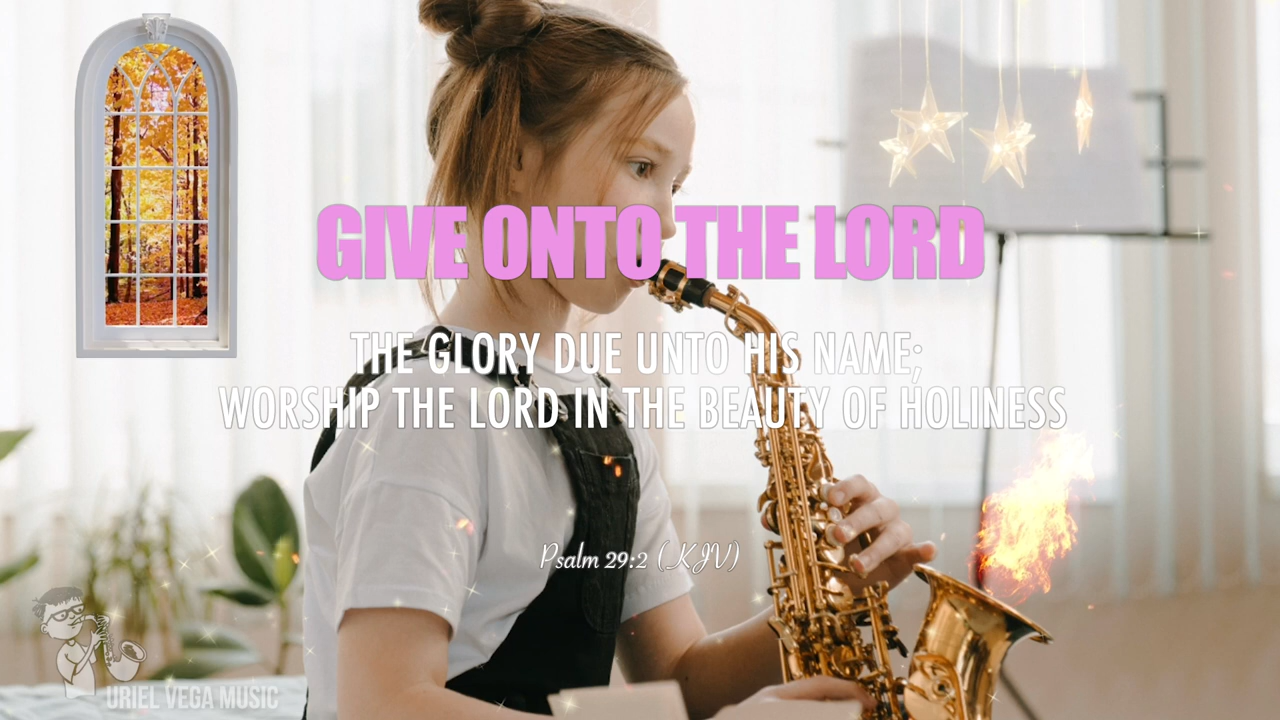 GIVE ONTO THE LORD
THE GLORY DUE UNTO HIS NAME;
WORSHIP THE LORD IN THE BEAUTY OF HOLINESS
Psalm 29:2 (KJV)
URIEL VEGA MUSIC